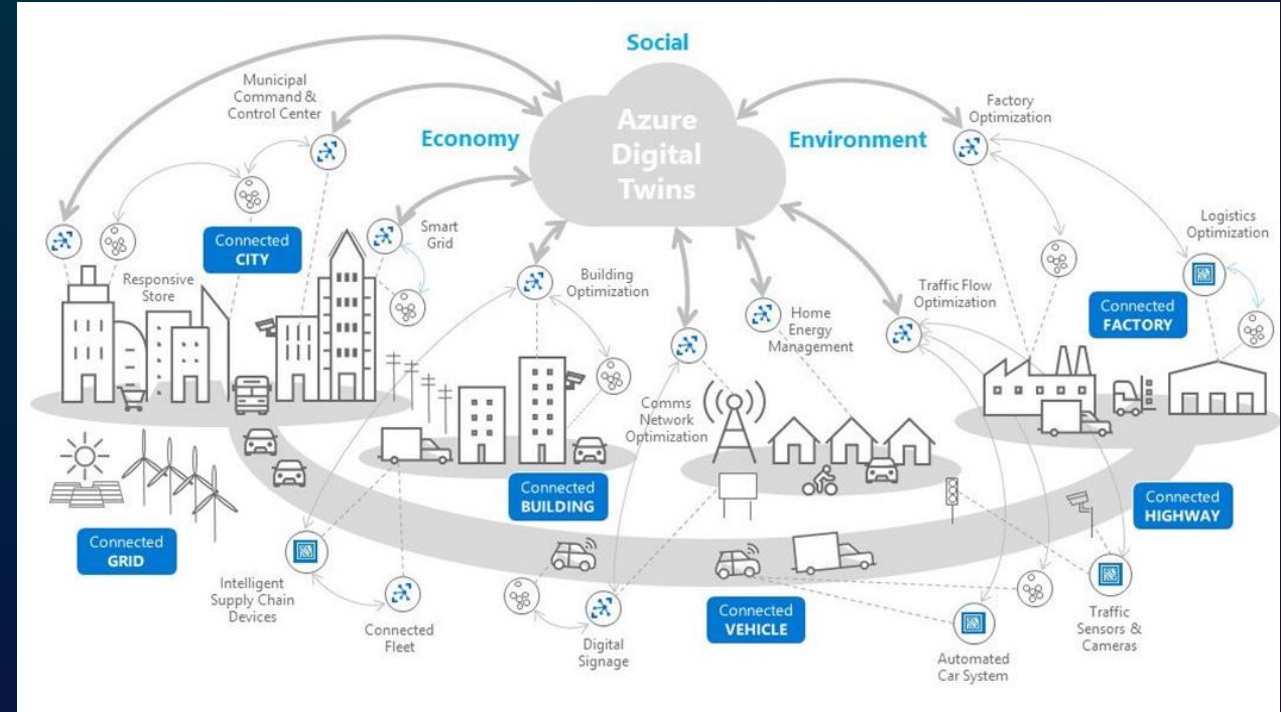 Social
Municipal
Command &
Control Center
Factory
Optimization
Azure
Digital
Twins
Economy
Environment
Connected
CITY
Smart
Grid
Logistics
Optimization
Responsive
Store
Building
Optimization
Home
Energy
Management
Traffic Flow
Optimization
Connected
FACTORY
Comms
Network
Optimization
Connected
BUILDING
Connected
HIGHWAY
Connected
GRID
Intelligent
Supply Chain
Devices
Connected
Fleet
Digital
Signage
Connected
VEHICLE
Automated
Car System
Traffic
Sensors &
Cameras